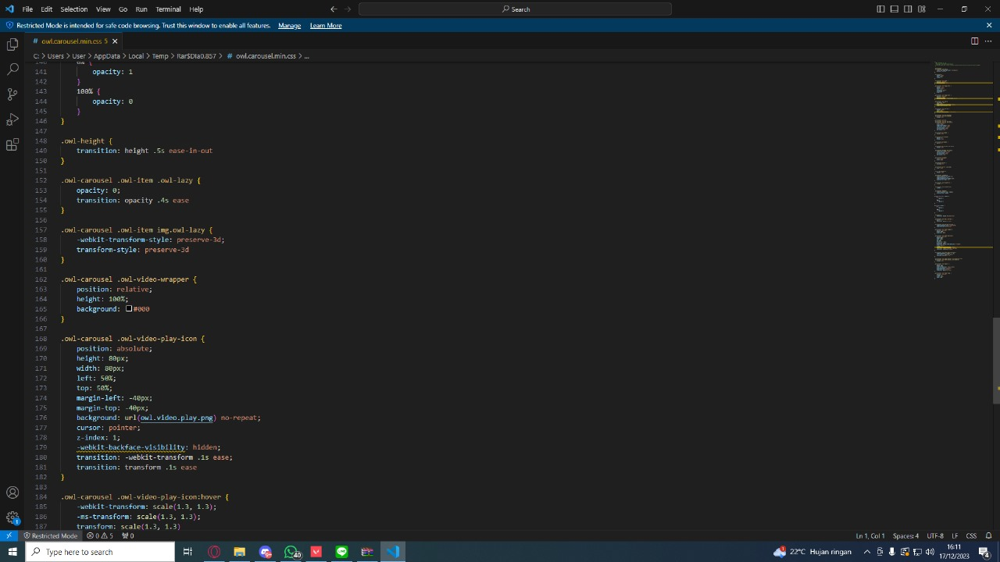 File Edit Selection View Go Run Terminal Help
Search
Restricted Mode is intended for safe code browsing. Trust this window to enable all features. Manage Learn More
# owl.carousel.min.css 5
C: > Users > User > AppData > Local > Temp > Rar$DIa0.857 > # owl.carousel.min.css > ...
140 0% {
141 opacity: 1
142 }
143 100% {
144 opacity: 0
145 }
146 }
147
148 .owl-height {
149 transition: height .5s ease-in-out
150 }
151
152 .owl-carousel .owl-item .owl-lazy {
153 opacity: 0;
154 transition: opacity .4s ease
155 }
156
157 .owl-carousel .owl-item img.owl-lazy {
158 -webkit-transform-style: preserve-3d;
159 transform-style: preserve-3d
160 }
161
162 .owl-carousel .owl-video-wrapper {
163 position: relative;
164 height: 100%;
165 background: #000
166 }
167
168 .owl-carousel .owl-video-play-icon {
169 position: absolute;
170 height: 80px;
171 width: 80px;
172 left: 50%;
173 top: 50%;
174 margin-left: -40px;
175 margin-top: -40px;
176 background: url(owl.video.play.png) no-repeat;
177 cursor: pointer;
178 z-index: 1;
179 -webkit-backface-visibility: hidden;
180 transition: -webkit-transform .1s ease;
181 transition: transform .1s ease
182 }
183
184 .owl-carousel .owl-video-play-icon:hover {
185 -webkit-transform: scale(1.3, 1.3);
186 -ms-transform: scale(1.3, 1.3);
187 transform: scale(1.3, 1.3)
1
Restricted Mode 0 5 0 Ln 1, Col 1 Spaces: 4 UTF-8 LF CSS
Type here to search 40 1 22°C Hujan ringan 16:11
17/12/2023 4